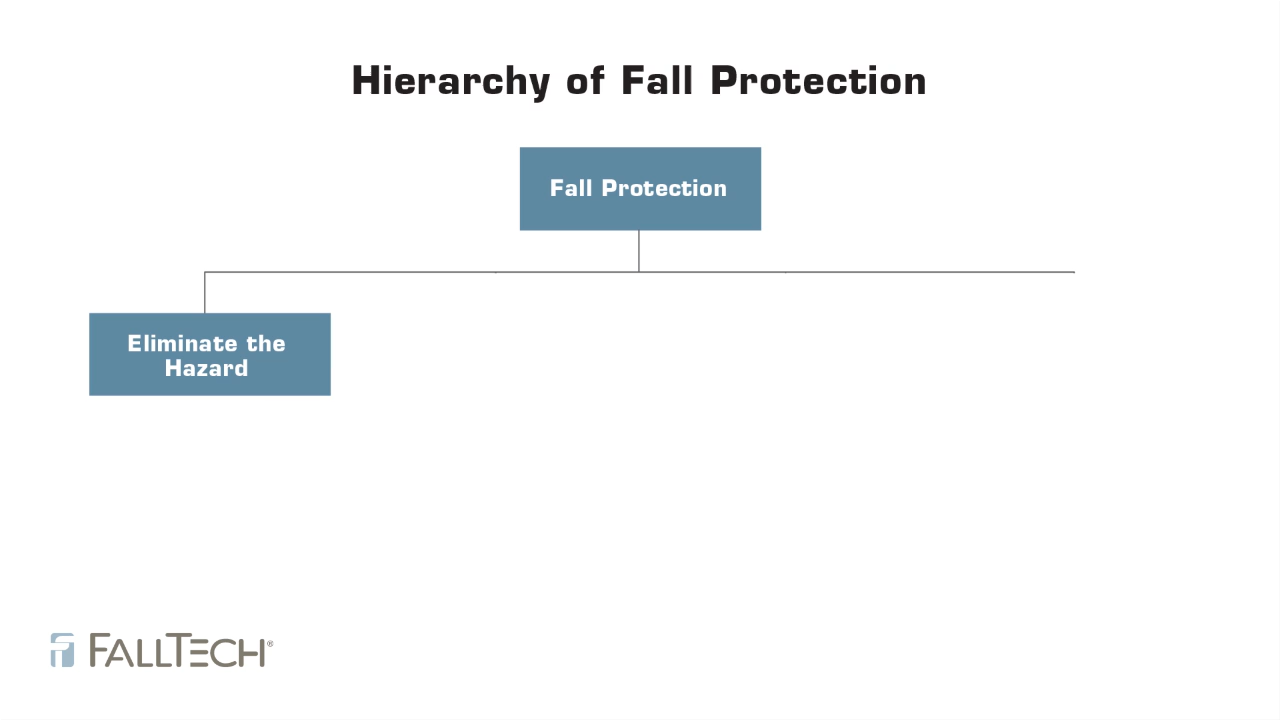 Hierarchy of Fall Protection
Fall Protection
Eliminate the
Hazard
FALLTECH®